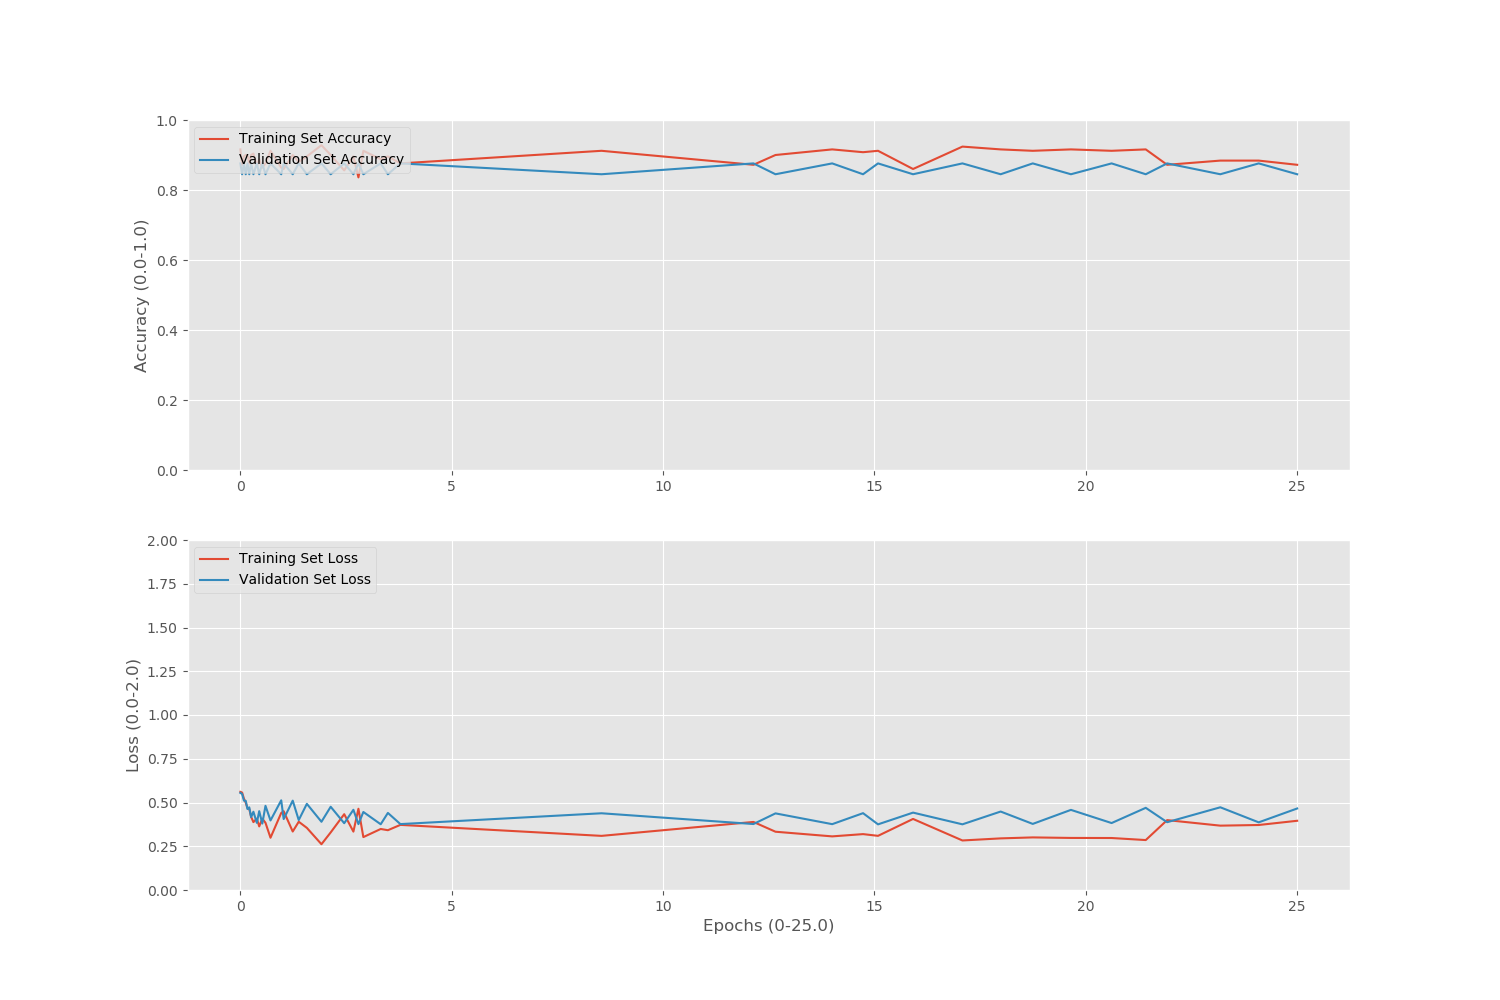 1.0
Training Set Accuracy
Validation Set Accuracy
0.8
0.6
0.4
0.2
0.0
Accuracy (0.0-1.0)
0 5 10 15 20 25
2.00
Training Set Loss
Validation Set Loss
1.75
1.50
1.25
1.00
0.75
0.50
0.25
0.00
Loss (0.0-2.0)
0 5 10 15 20 25
Epochs (0-25.0)